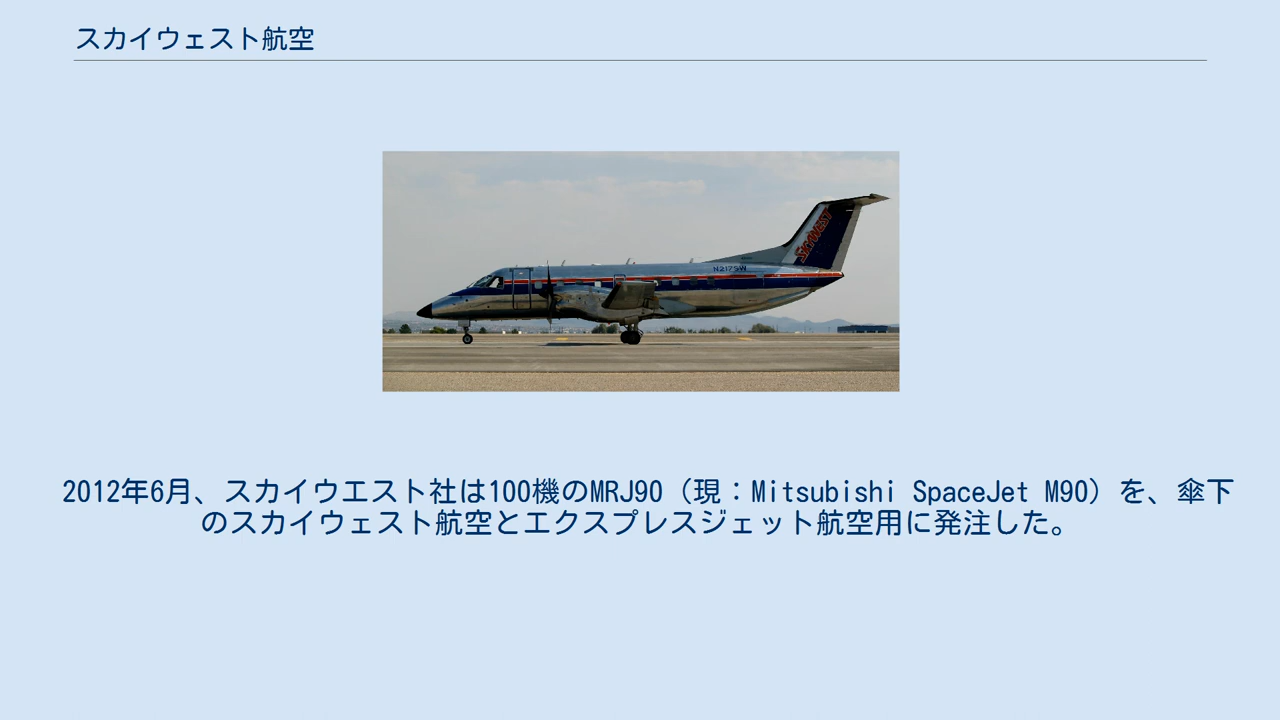 スカイウェスト航空
SKYWEST
N217SW
2012年6月、スカイウエスト社は100機のMRJ90（現：Mitsubishi SpaceJet M90）を、傘下
のスカイウェスト航空とエクスプレスジェット航空用に発注した。